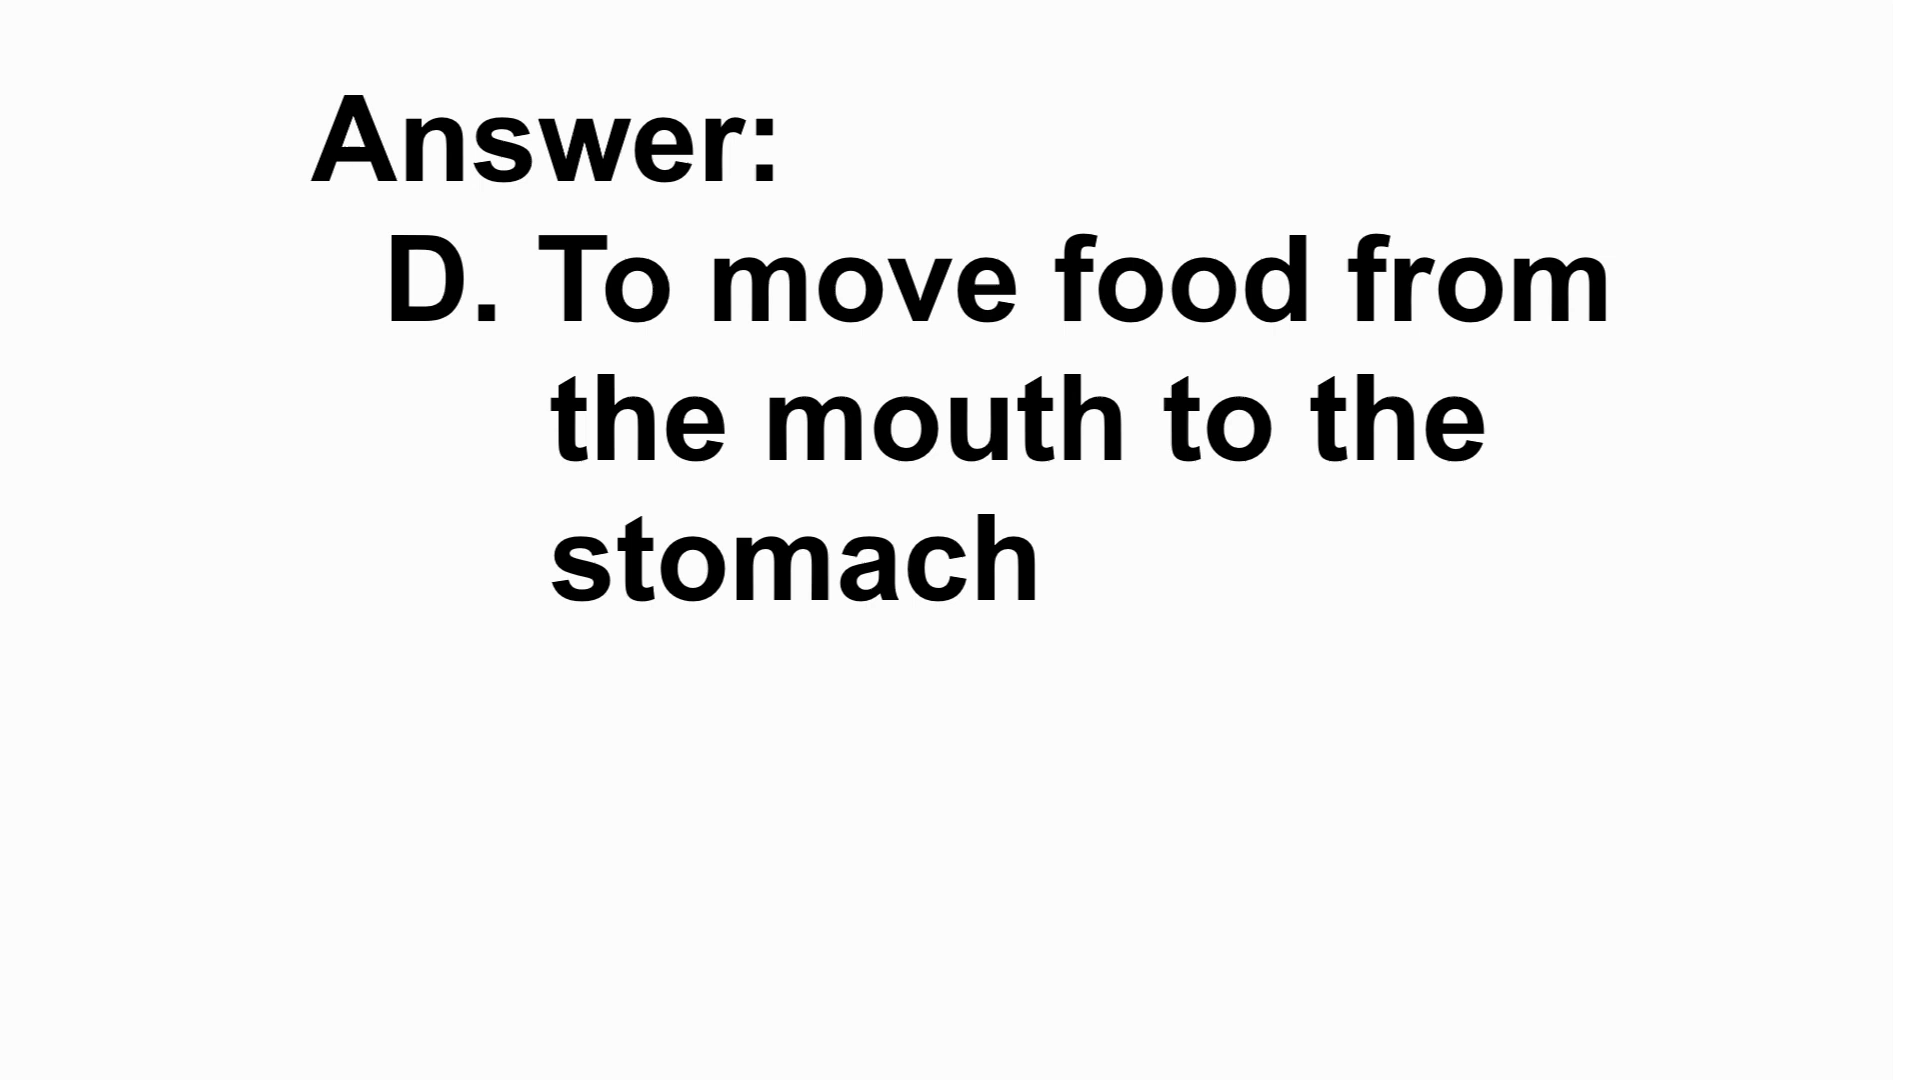 Answer:
D. To move food from
the mouth to the
stomach